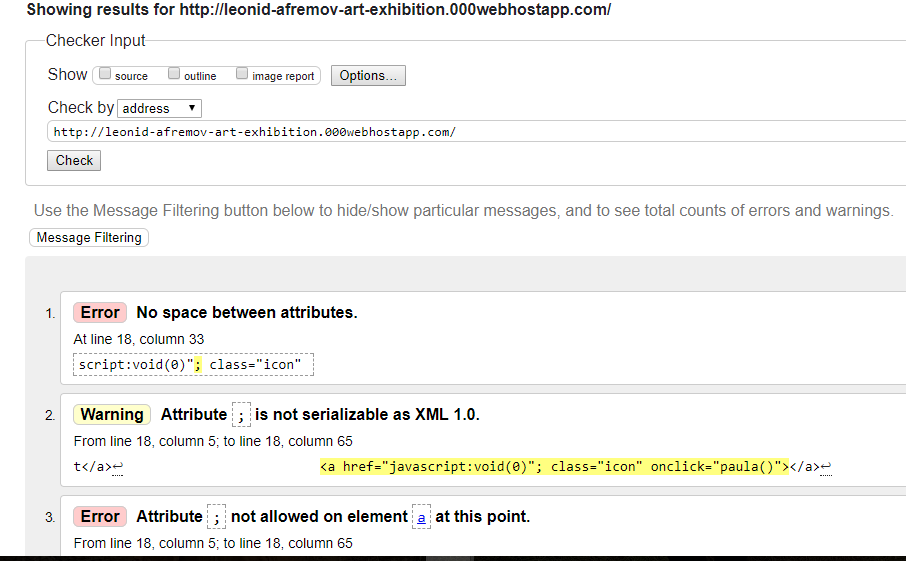 Showing results for http://leonid-afremov-art-exhibition.000webhostapp.com/
Checker Input
Show source outline image report Options...
Check by address
http://leonid-afremov-art-exhibition.000webhostapp.com/
Check
Use the Message Filtering button below to hide/show particular messages, and to see total counts of errors and warnings.
Message Filtering
1. Error No space between attributes.
At line 18, column 33
script:void(0)"; class="icon"
2. Warning Attribute ; is not serializable as XML 1.0.
From line 18, column 5; to line 18, column 65
t</a>↩ <a href="javascript:void(0)"; class="icon" onclick="paula()"></a>↩
3. Error Attribute ; not allowed on element a at this point.
From line 18, column 5; to line 18, column 65